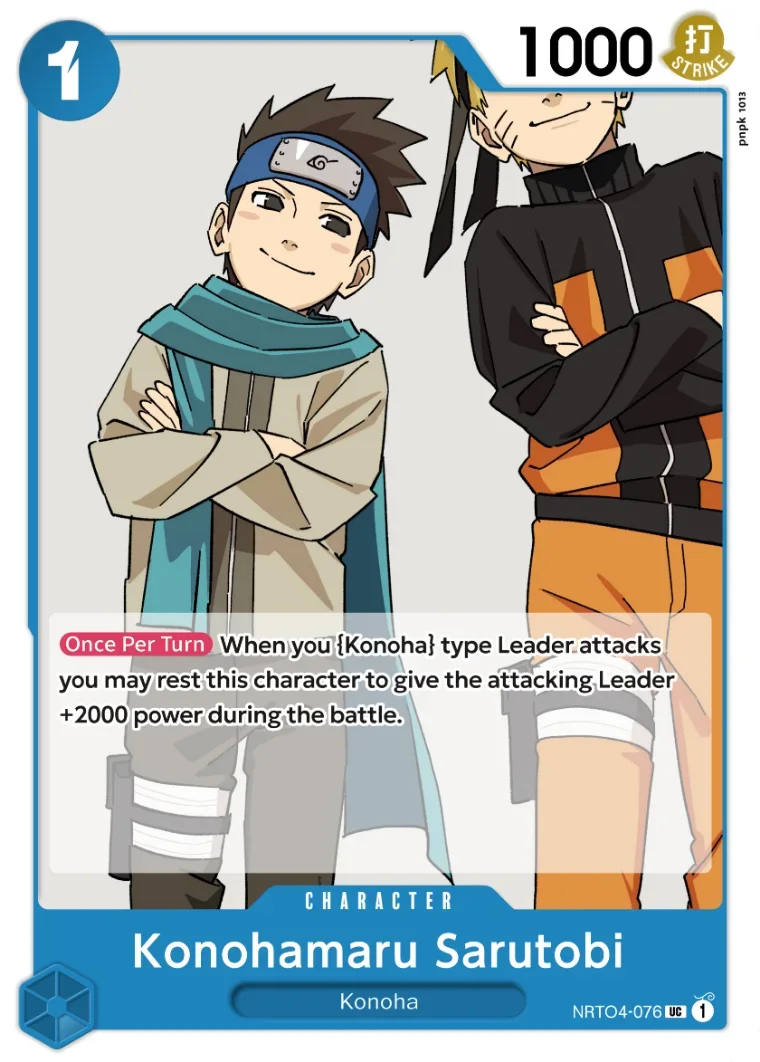 1
1000
打
STRIKE
pnpk 1013
Once Per Turn When you {Konoha} type Leader attacks
you may rest this character to give the attacking Leader
+2000 power during the battle.
CHARACTER
Konohamaru Sarutobi
Konoha
NRTO4-076 UC 1